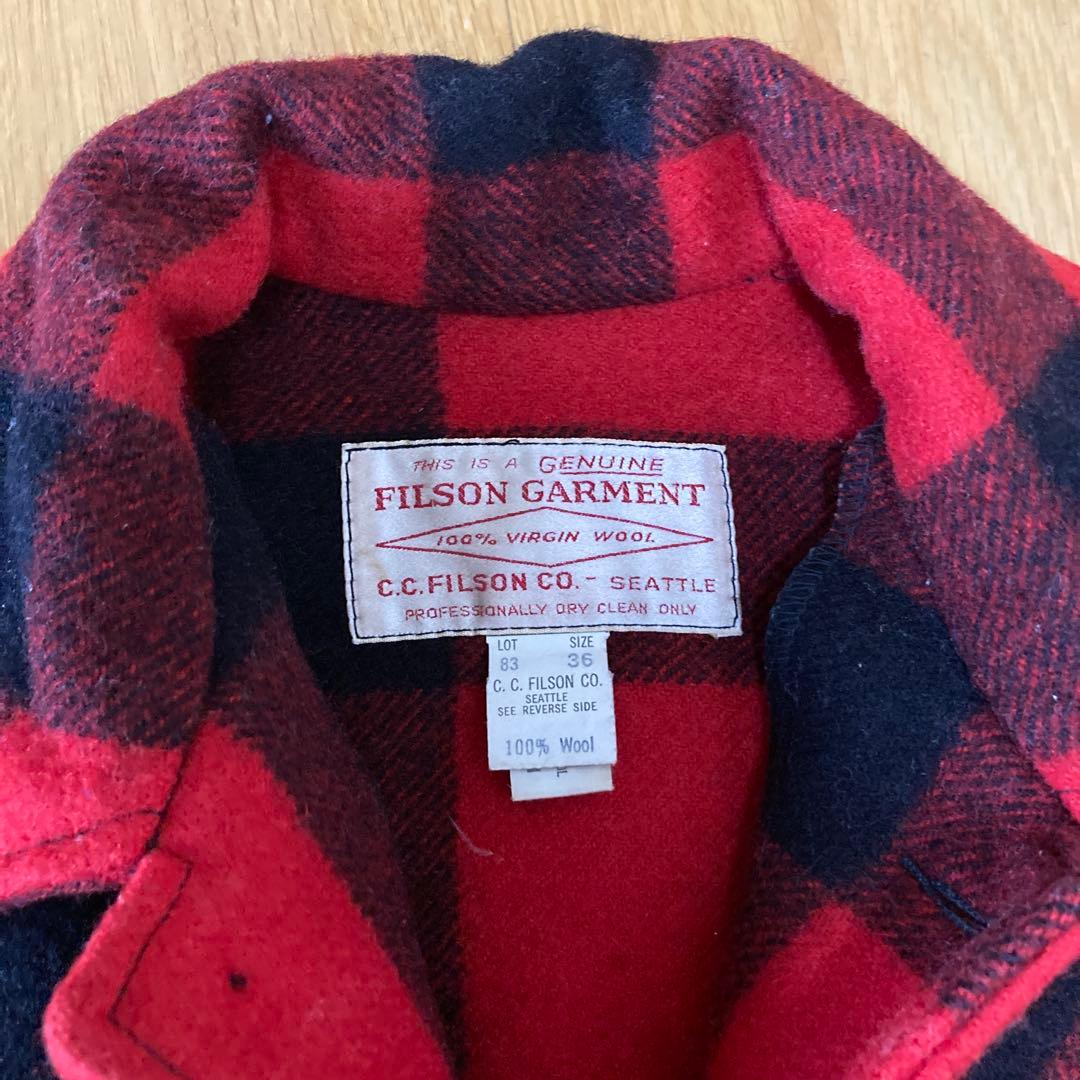 THIS IS A GENUINE
FILSON GARMENT
100% VIRGIN WOOL
C.C. FILSON CO. - SEATTLE
PROFESSIONALLY DRY CLEAN ONLY
LOT SIZE
83 36
C. C. FILSON CO.
SEATTLE
SEE REVERSE SIDE
100% Wool